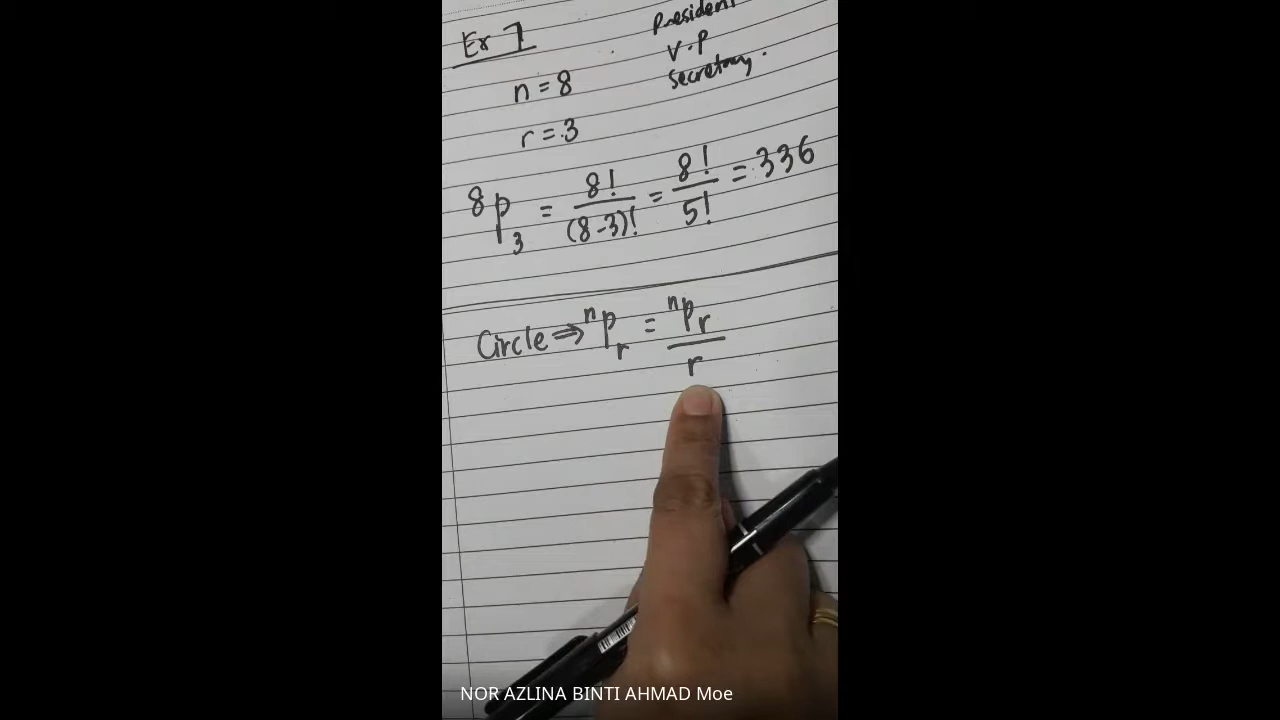 Ex 7
President
V.P
Secretary.
n = 8
r = 3
8P3 = 8!/(8-3)! = 8!/5! = 336
Circle ⇒ nPr = nPr/r
NOR AZLINA BINTI AHMAD Moe